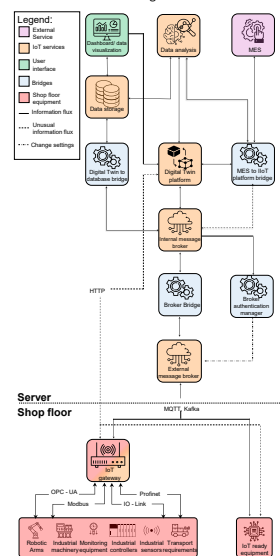 Legend:
External
Service
IoT services
User
interface
Bridges
Shop floor
equipment
Information flux
Unusual
information flux
Change settings
Dashboard/ data
visualization
Data analysis
MES
Data storage
Digital Twin to
database bridge
Digital Twin
platform
MES to IIoT
platform bridge
Internal message
broker
HTTP
Broker Bridge
Broker
authentication
manager
External
message broker
Server
Shop floor
MQTT, Kafka
IoT
gateway
OPC - UA
Profinet
Modbus
IO - Link
Robotic
Arms
Industrial
machinery
Monitoring
equipment
Industrial
controllers
Industrial
sensors
Transport
requirements
IoT ready
equipment